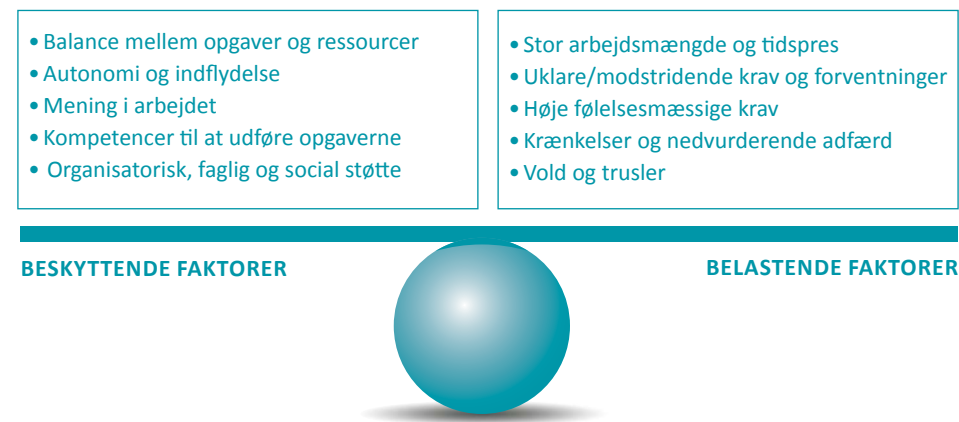 • Balance mellem opgaver og ressourcer
• Autonomi og indflydelse
• Mening i arbejdet
• Kompetencer til at udføre opgaverne
• Organisatorisk, faglig og social støtte
• Stor arbejdsmængde og tidspres
• Uklare/modstridende krav og forventninger
• Høje følelsesmæssige krav
• Krænkelser og nedvurderende adfærd
• Vold og trusler
BESKYTTENDE FAKTORER
BELASTENDE FAKTORER